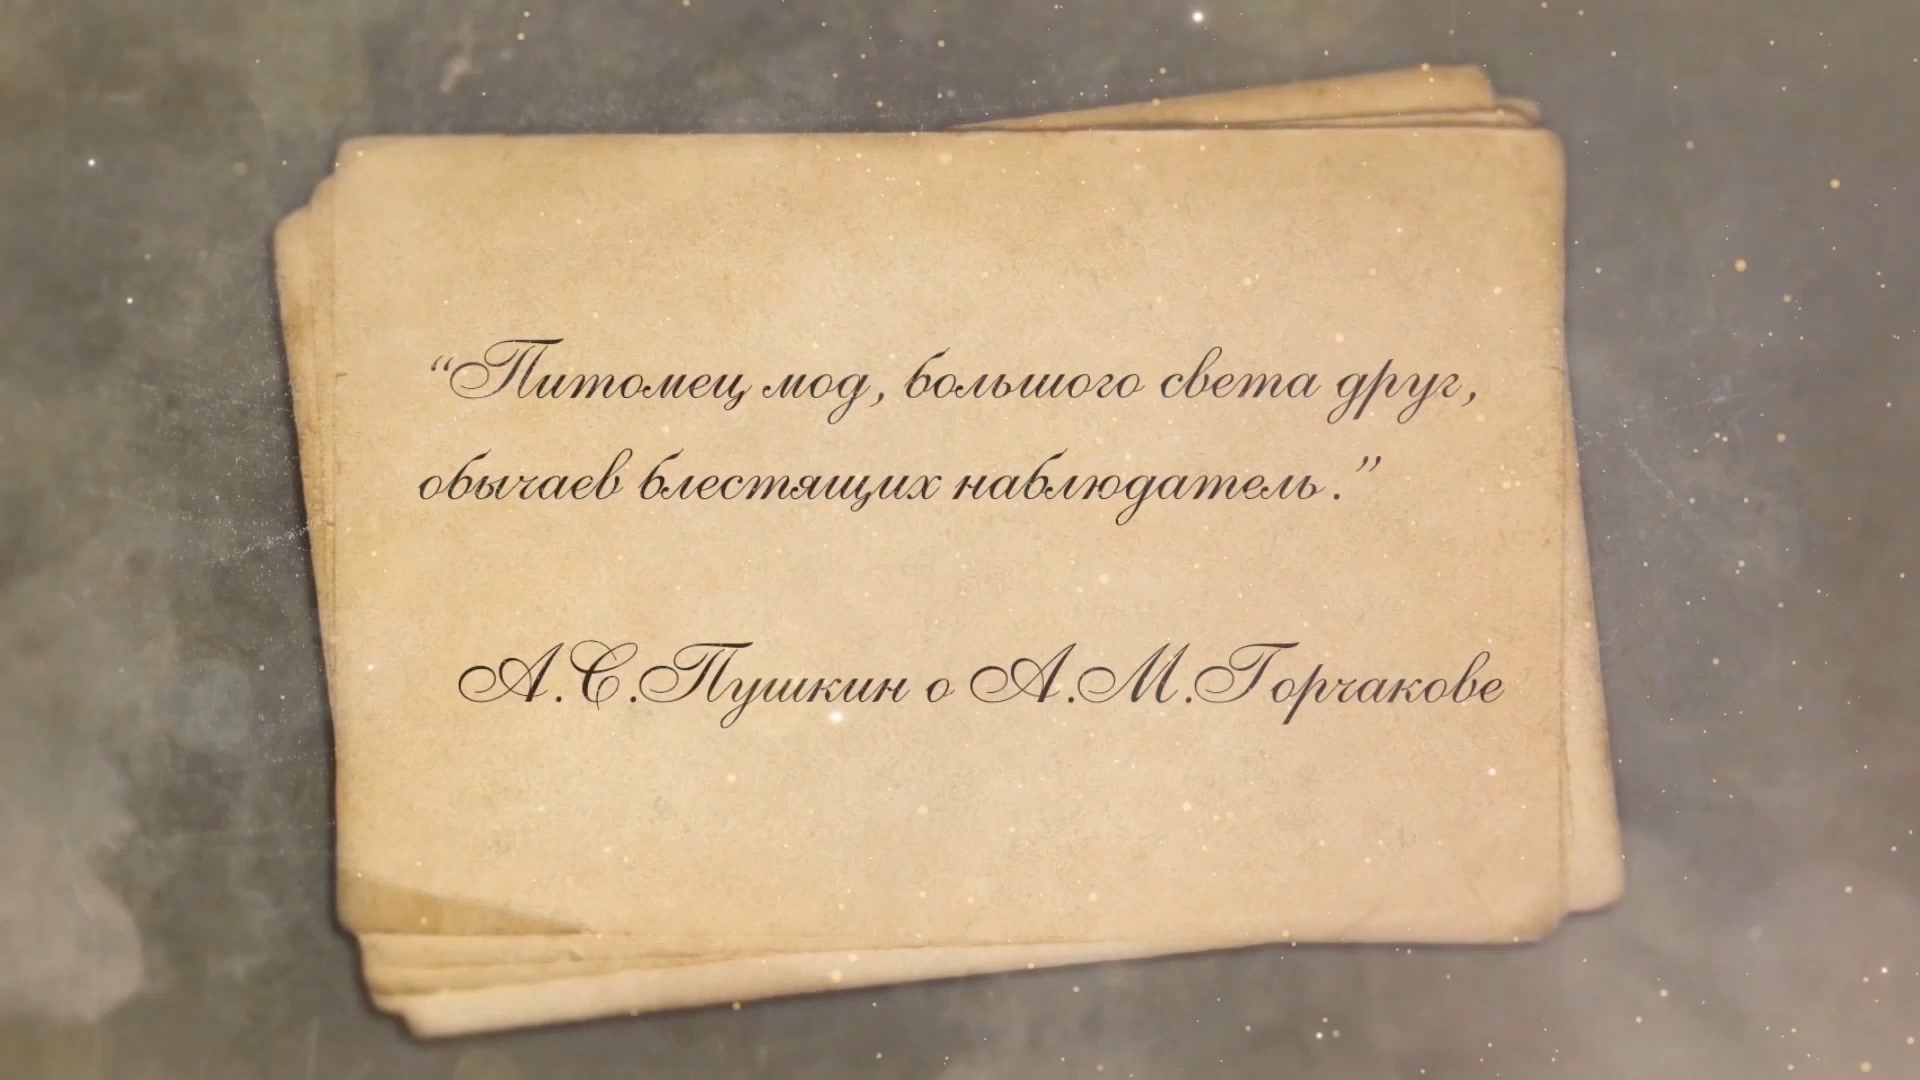 “Питомец мод, большого света друг,
обычаев блестящих наблюдатель.”
А.С.Пушкин о А.М.Горчакове